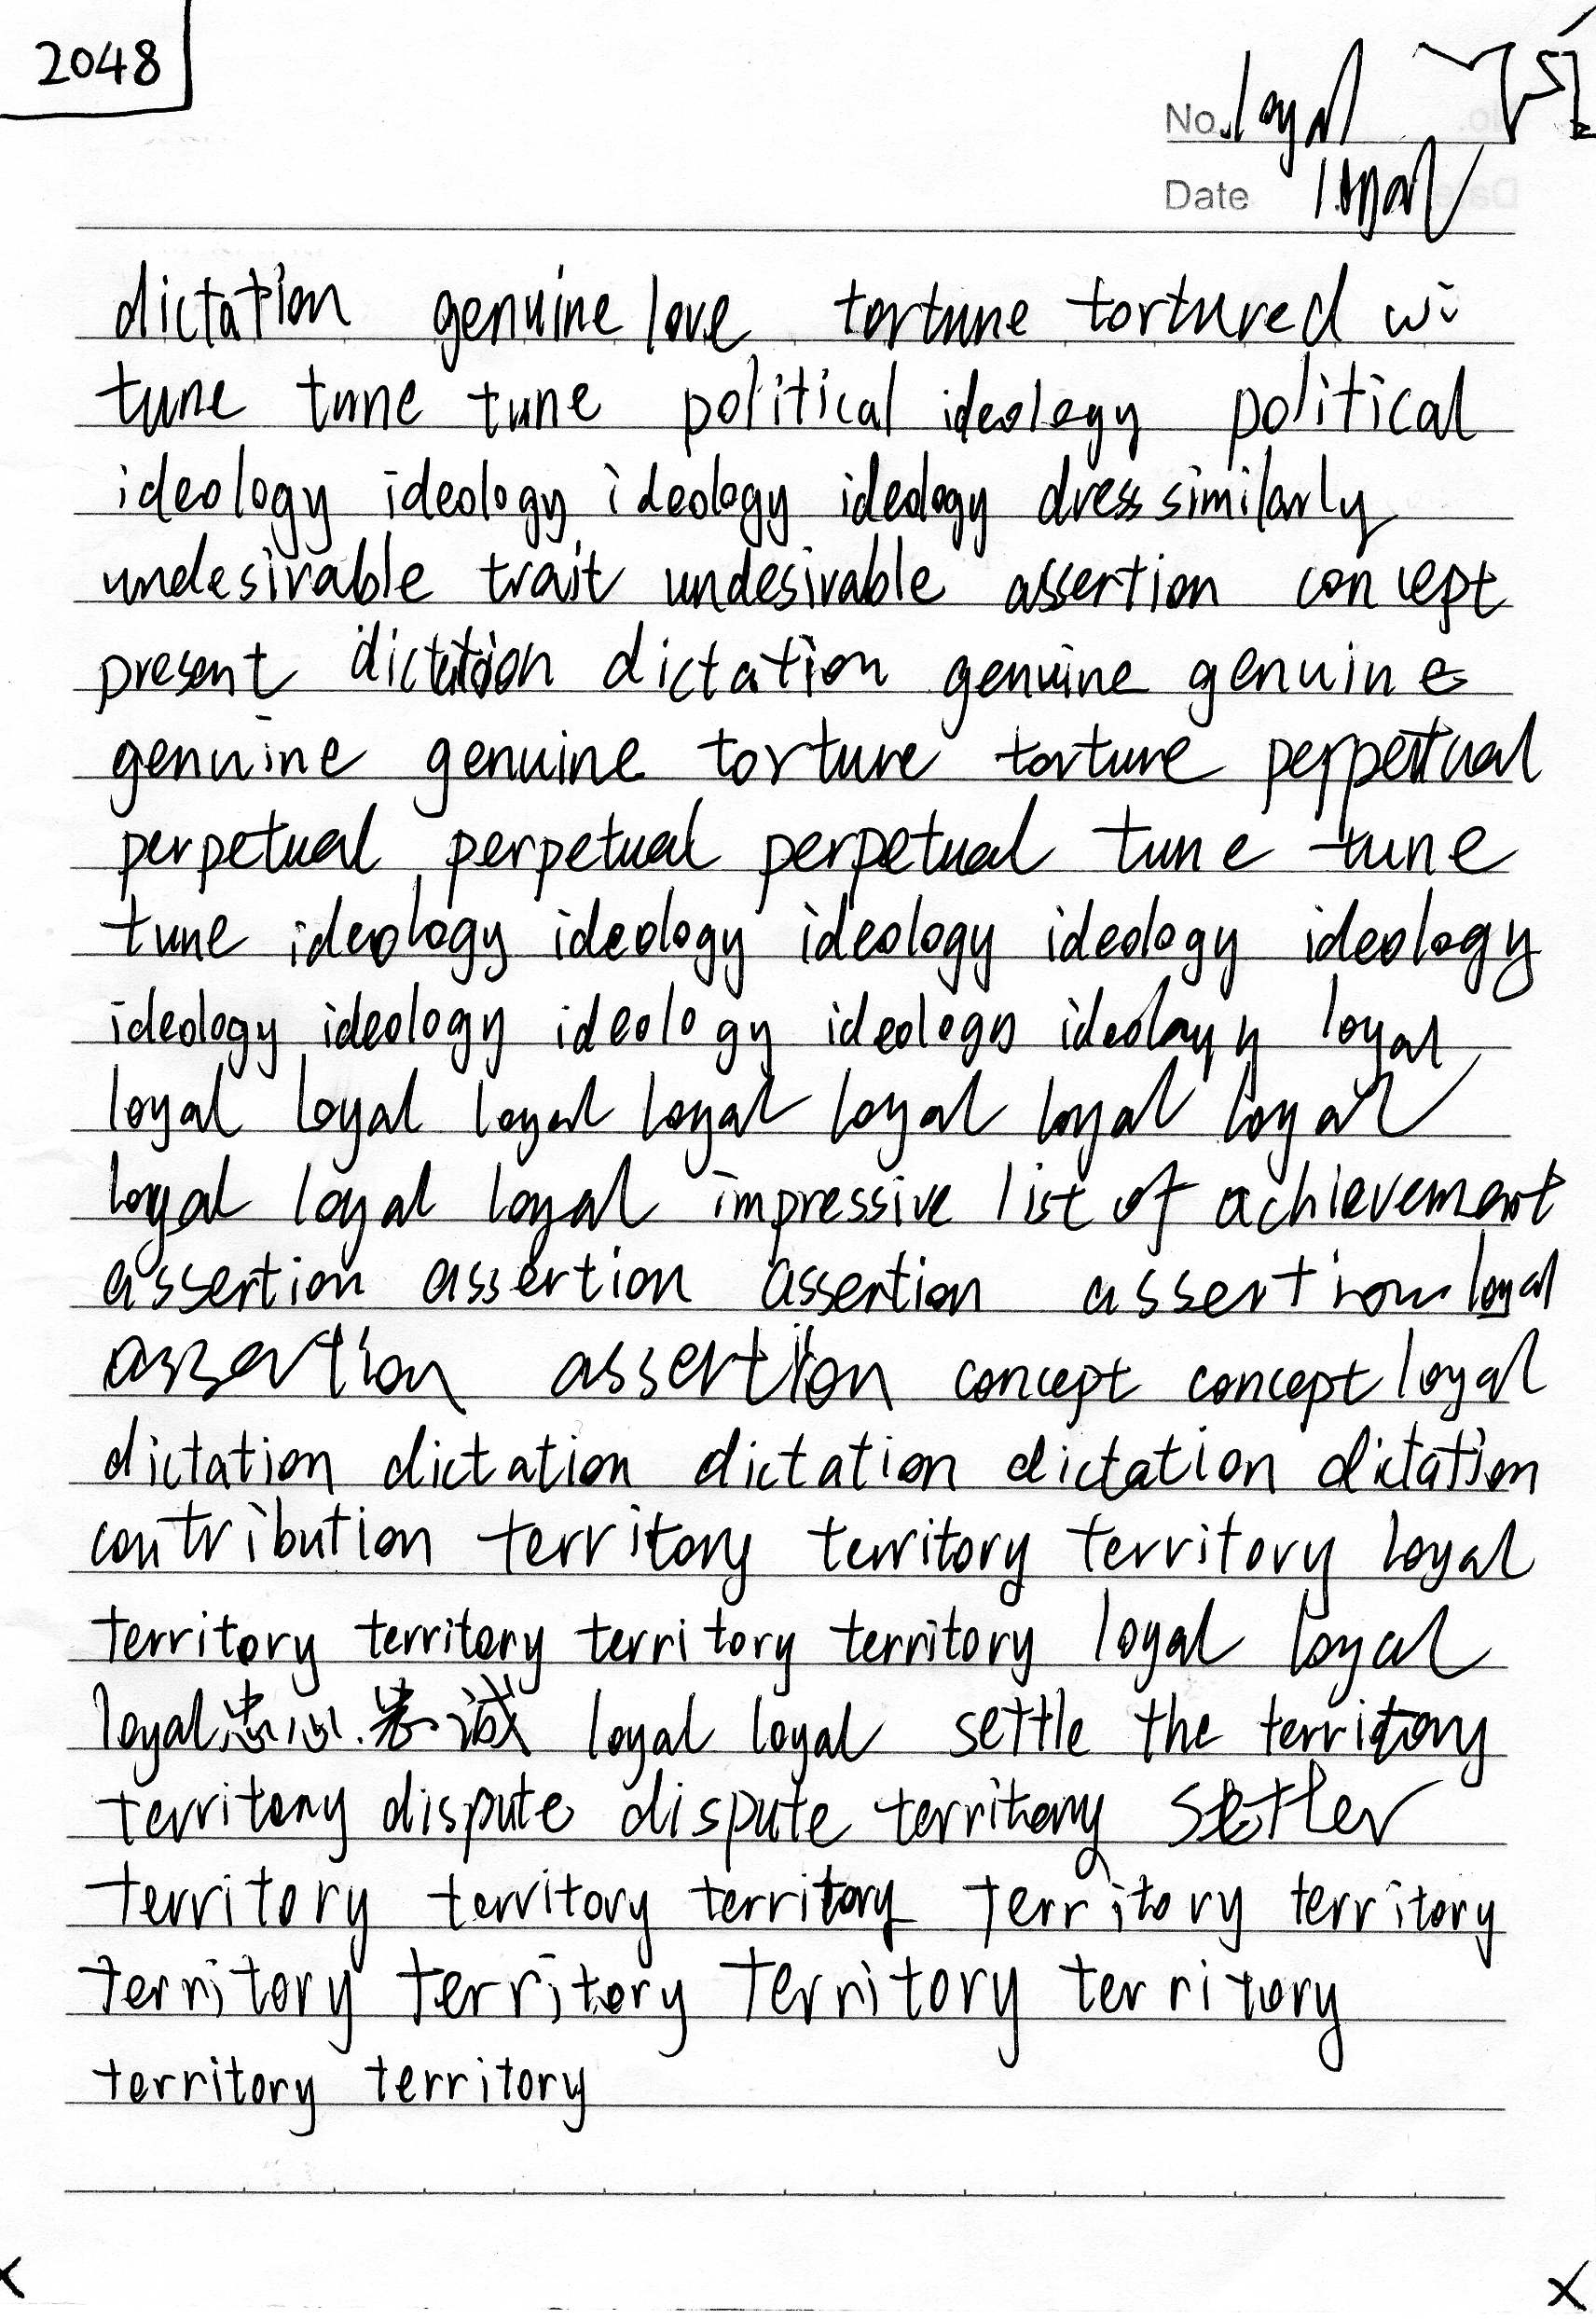 2048
No. loyal
Date loyal
dictation genuine love tortune tortured wi
tune tune tune political ideology political
ideology ideology ideology ideology dress similarly
undesirable trait undesirable assertion concept
present dictation dictation genuine genuine
genuine genuine torture torture perpetual
perpetual perpetual perpetual tune tune
tune ideology ideology ideology ideology ideology
ideology ideology ideology ideology ideology loyal
loyal loyal loyal loyal loyal loyal loyal
loyal loyal loyal impressive list of achievement
assertion assertion assertion assertion loyal
assertion assertion concept concept loyal
dictation dictation dictation dictation dictation
contribution territory territory territory loyal
territory territory territory territory loyal loyal
loyal 忠心 忠诚 loyal loyal settle the territory
territory dispute dispute territory settler
territory territory territory territory territory
territory territory territory territory
territory territory